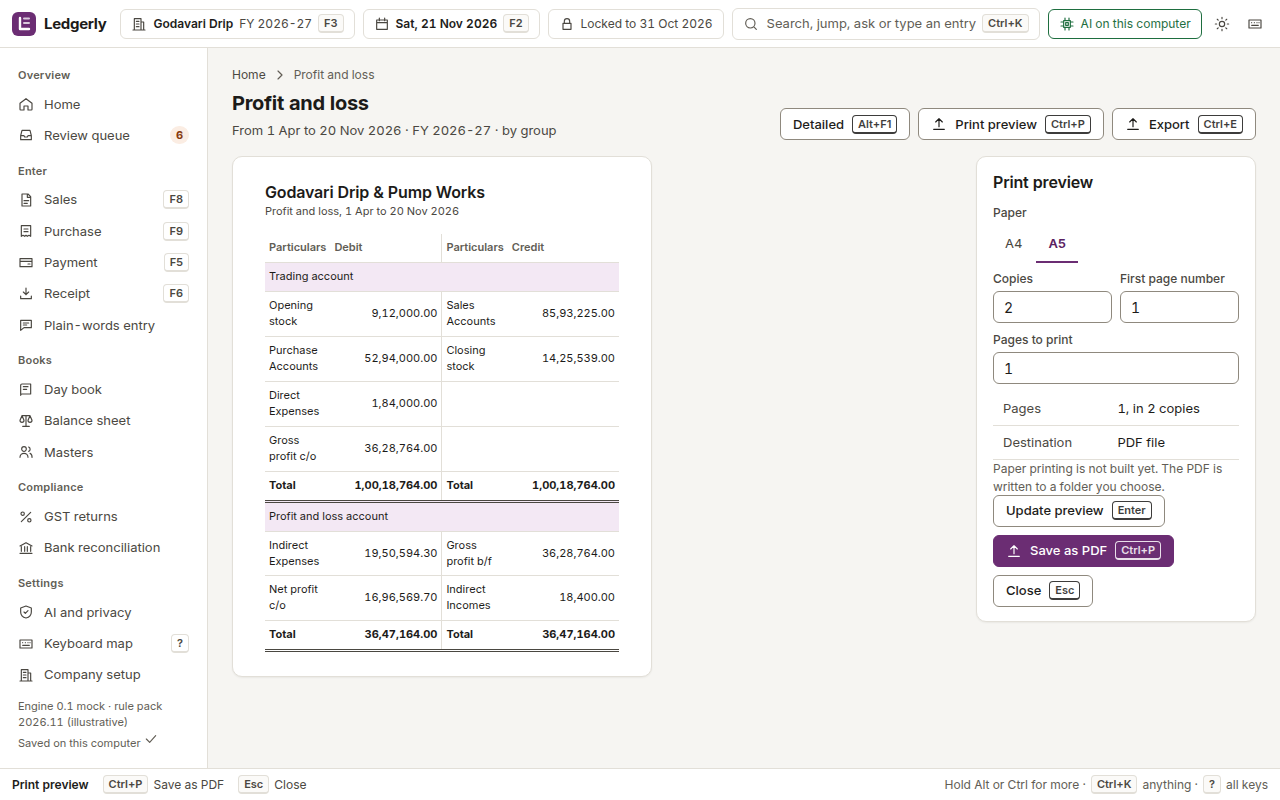 Ledgerly
Godavari Drip FY 2026-27 F3
Sat, 21 Nov 2026 F2
Locked to 31 Oct 2026
Search, jump, ask or type an entry Ctrl+K
AI on this computer
Overview
Home
Review queue 6
Enter
Sales F8
Purchase F9
Payment F5
Receipt F6
Plain-words entry
Books
Day book
Balance sheet
Masters
Compliance
GST returns
Bank reconciliation
Settings
AI and privacy
Keyboard map ?
Company setup
Engine 0.1 mock · rule pack
2026.11 (illustrative)
Saved on this computer
Home Profit and loss
Profit and loss
From 1 Apr to 20 Nov 2026 · FY 2026-27 · by group
Detailed Alt+F1
Print preview Ctrl+P
Export Ctrl+E
Godavari Drip & Pump Works
Profit and loss, 1 Apr to 20 Nov 2026
Particulars Debit Particulars Credit
Trading account
Opening stock 9,12,000.00 Sales Accounts 85,93,225.00
Purchase Accounts 52,94,000.00 Closing stock 14,25,539.00
Direct Expenses 1,84,000.00
Gross profit c/o 36,28,764.00
Total 1,00,18,764.00 Total 1,00,18,764.00
Profit and loss account
Indirect Expenses 19,50,594.30 Gross profit b/f 36,28,764.00
Net profit c/o 16,96,569.70 Indirect Incomes 18,400.00
Total 36,47,164.00 Total 36,47,164.00
Print preview
Paper
A4 A5
Copies First page number
2 1
Pages to print
1
Pages 1, in 2 copies
Destination PDF file
Paper printing is not built yet. The PDF is
written to a folder you choose.
Update preview Enter
Save as PDF Ctrl+P
Close Esc
Print preview Ctrl+P Save as PDF Esc Close
Hold Alt or Ctrl for more · Ctrl+K anything · ? all keys